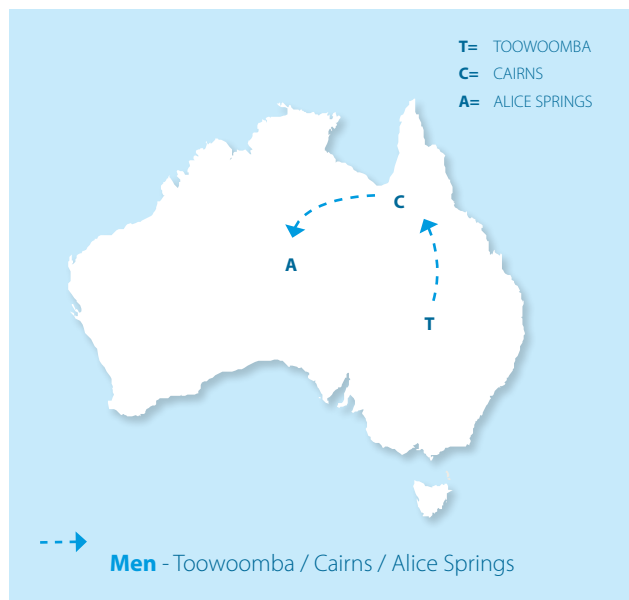 T= TOOWOOMBA
C= CAIRNS
A= ALICE SPRINGS
C
A
T
Men - Toowoomba / Cairns / Alice Springs